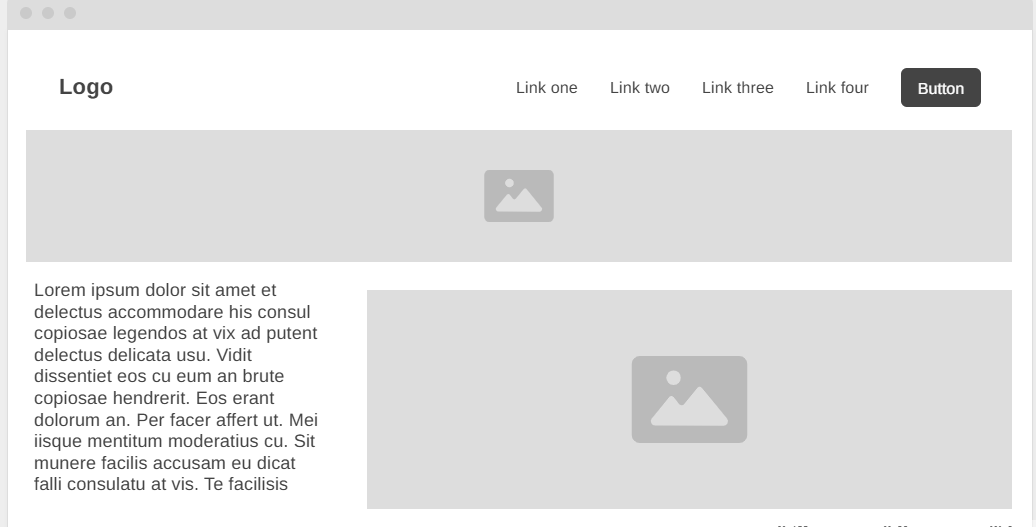 Logo
Link one Link two Link three Link four Button
Lorem ipsum dolor sit amet et
delectus accommodare his consul
copiosae legendos at vix ad putent
delectus delicata usu. Vidit
dissentiet eos cu eum an brute
copiosae hendrerit. Eos erant
dolorum an. Per facer affert ut. Mei
iisque mentitum moderatius cu. Sit
munere facilis accusam eu dicat
falli consulatu at vis. Te facilisis